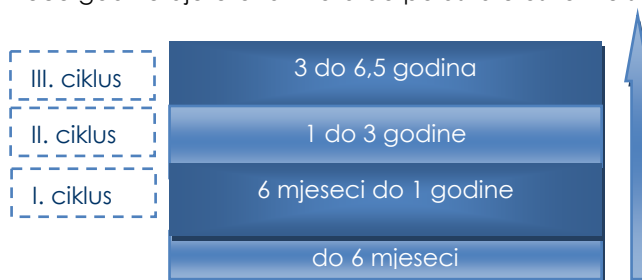 III. ciklus
3 do 6,5 godina
II. ciklus
1 do 3 godine
I. ciklus
6 mjeseci do 1 godine
do 6 mjeseci